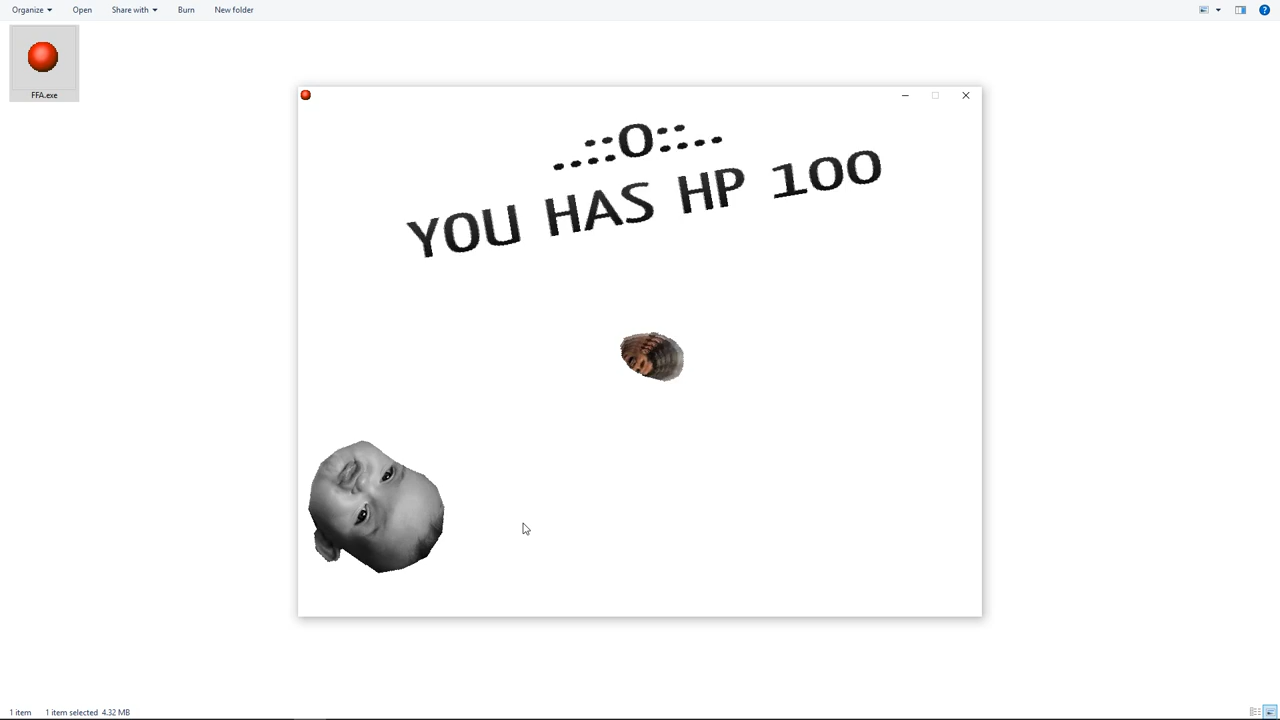 Organize Open Share with Burn New folder
FFA.exe
..::O::..
YOU HAS HP 100
1 item 1 item selected 4.32 MB